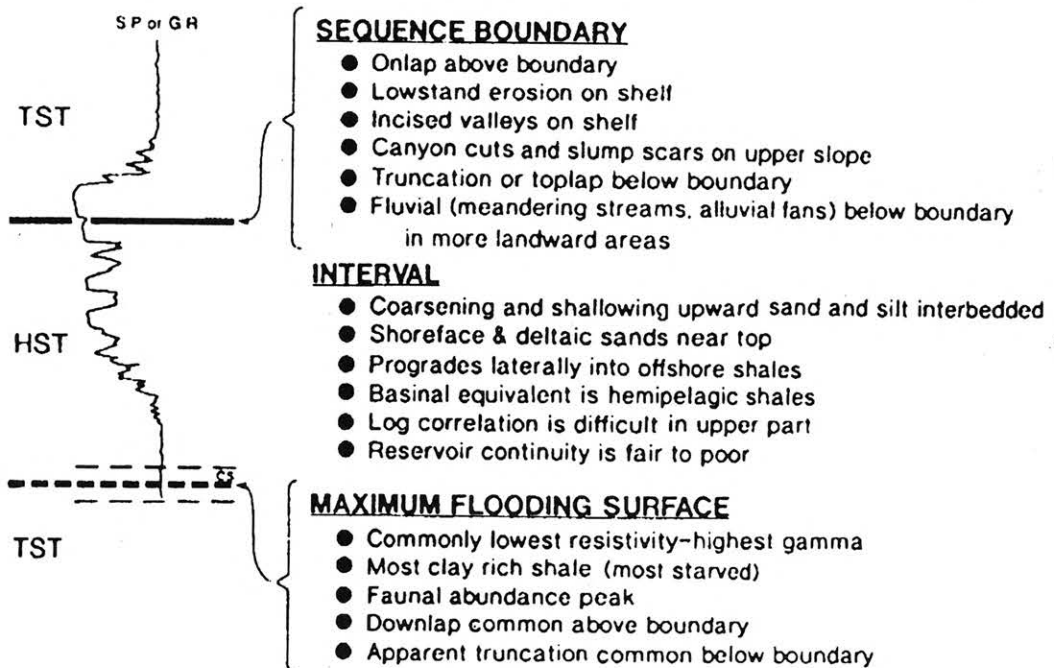 SP or GR
TST
HST
CS
TST
SEQUENCE BOUNDARY
● Onlap above boundary
● Lowstand erosion on shelf
● Incised valleys on shelf
● Canyon cuts and slump scars on upper slope
● Truncation or toplap below boundary
● Fluvial (meandering streams, alluvial fans) below boundary
in more landward areas
INTERVAL
● Coarsening and shallowing upward sand and silt interbedded
● Shoreface & deltaic sands near top
● Progrades laterally into offshore shales
● Basinal equivalent is hemipelagic shales
● Log correlation is difficult in upper part
● Reservoir continuity is fair to poor
MAXIMUM FLOODING SURFACE
● Commonly lowest resistivity-highest gamma
● Most clay rich shale (most starved)
● Faunal abundance peak
● Downlap common above boundary
● Apparent truncation common below boundary